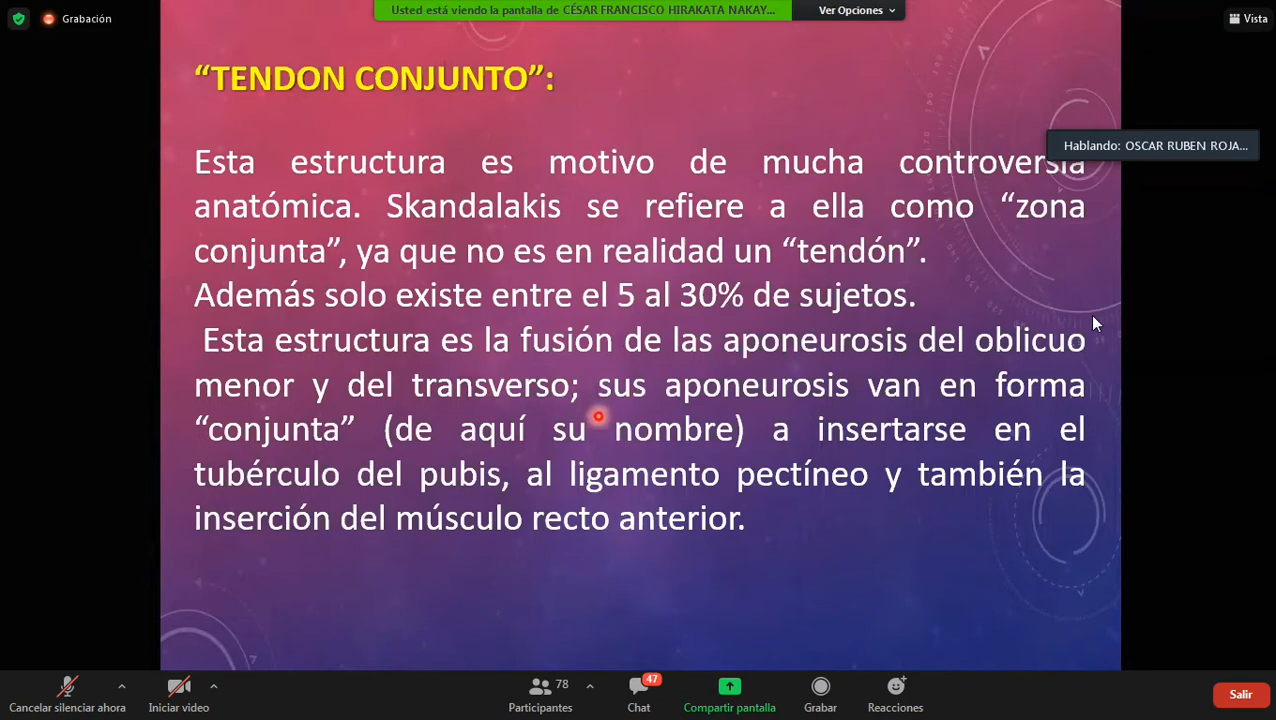 Grabación
Usted está viendo la pantalla de CÉSAR FRANCISCO HIRAKATA NAKAY...
Ver Opciones
Vista
“TENDON CONJUNTO”:
Hablando: OSCAR RUBEN ROJA...
Esta estructura es motivo de mucha controversia
anatómica. Skandalakis se refiere a ella como “zona
conjunta”, ya que no es en realidad un “tendón”.
Además solo existe entre el 5 al 30% de sujetos.
Esta estructura es la fusión de las aponeurosis del oblicuo
menor y del transverso; sus aponeurosis van en forma
“conjunta” (de aquí su nombre) a insertarse en el
tubérculo del pubis, al ligamento pectíneo y también la
inserción del músculo recto anterior.
Cancelar silenciar ahora
Iniciar video
78
Participantes
47
Chat
Compartir pantalla
Grabar
Reacciones
Salir